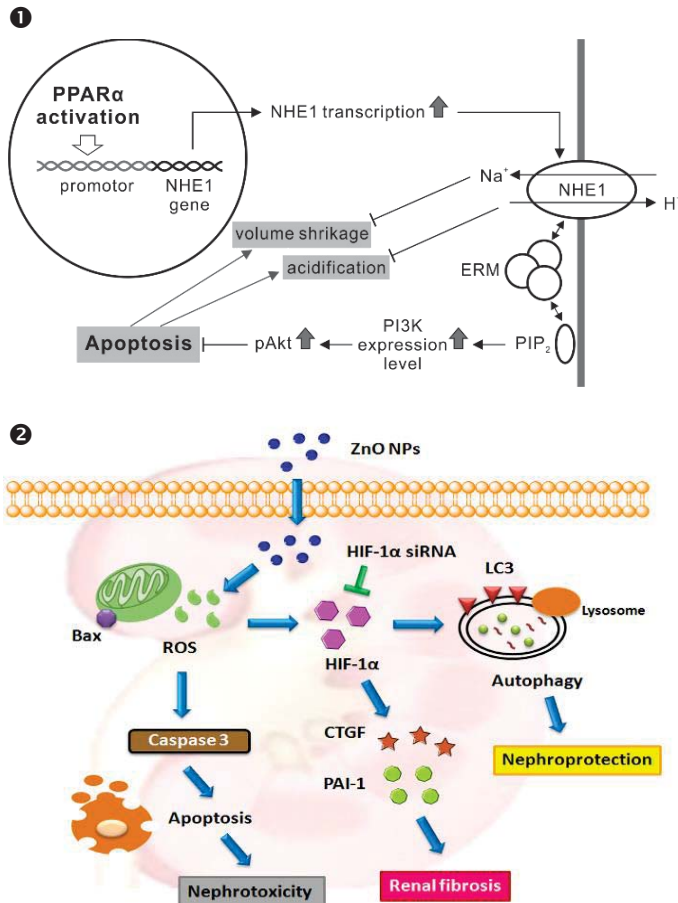 ❶
PPARα
activation
promotor
NHE1
gene
NHE1 transcription
Na⁺
NHE1
H⁺
volume shrikage
acidification
ERM
Apoptosis
pAkt
PI3K
expression
level
PIP₂
❷
ZnO NPs
HIF-1α siRNA
LC3
Lysosome
Bax
ROS
HIF-1α
Autophagy
Caspase 3
CTGF
Nephroprotection
PAI-1
Apoptosis
Nephrotoxicity
Renal fibrosis